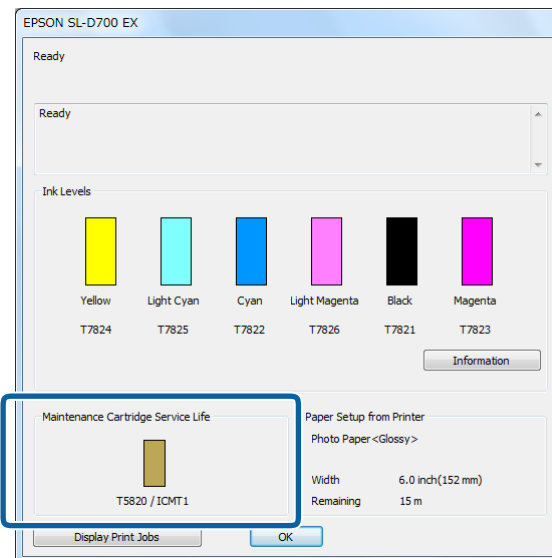 EPSON SL-D700 EX
Ready
Ready
Ink Levels
Yellow Light Cyan Cyan Light Magenta Black Magenta
T7824 T7825 T7822 T7826 T7821 T7823
Information
Maintenance Cartridge Service Life
T5820 / ICMT1
Paper Setup from Printer
Photo Paper<Glossy>
Width 6.0 inch(152 mm)
Remaining 15 m
Display Print Jobs OK